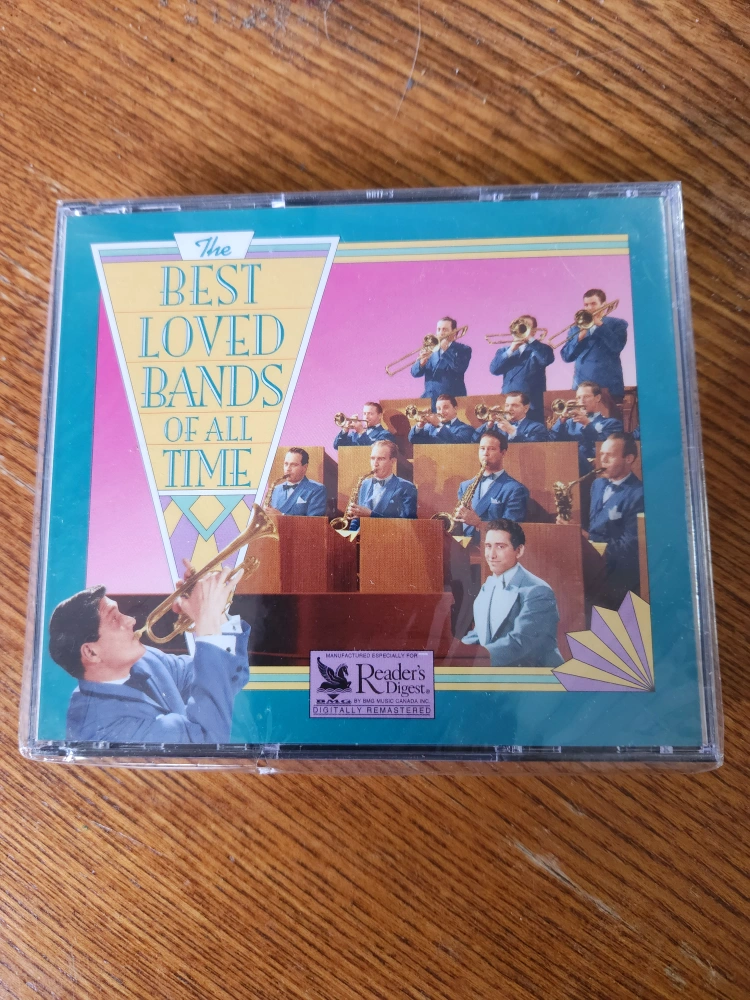 The
BEST
LOVED
BANDS
OF ALL
TIME
MANUFACTURED ESPECIALLY FOR
Reader's
Digest®
BMG BY BMG MUSIC CANADA INC.
DIGITALLY REMASTERED